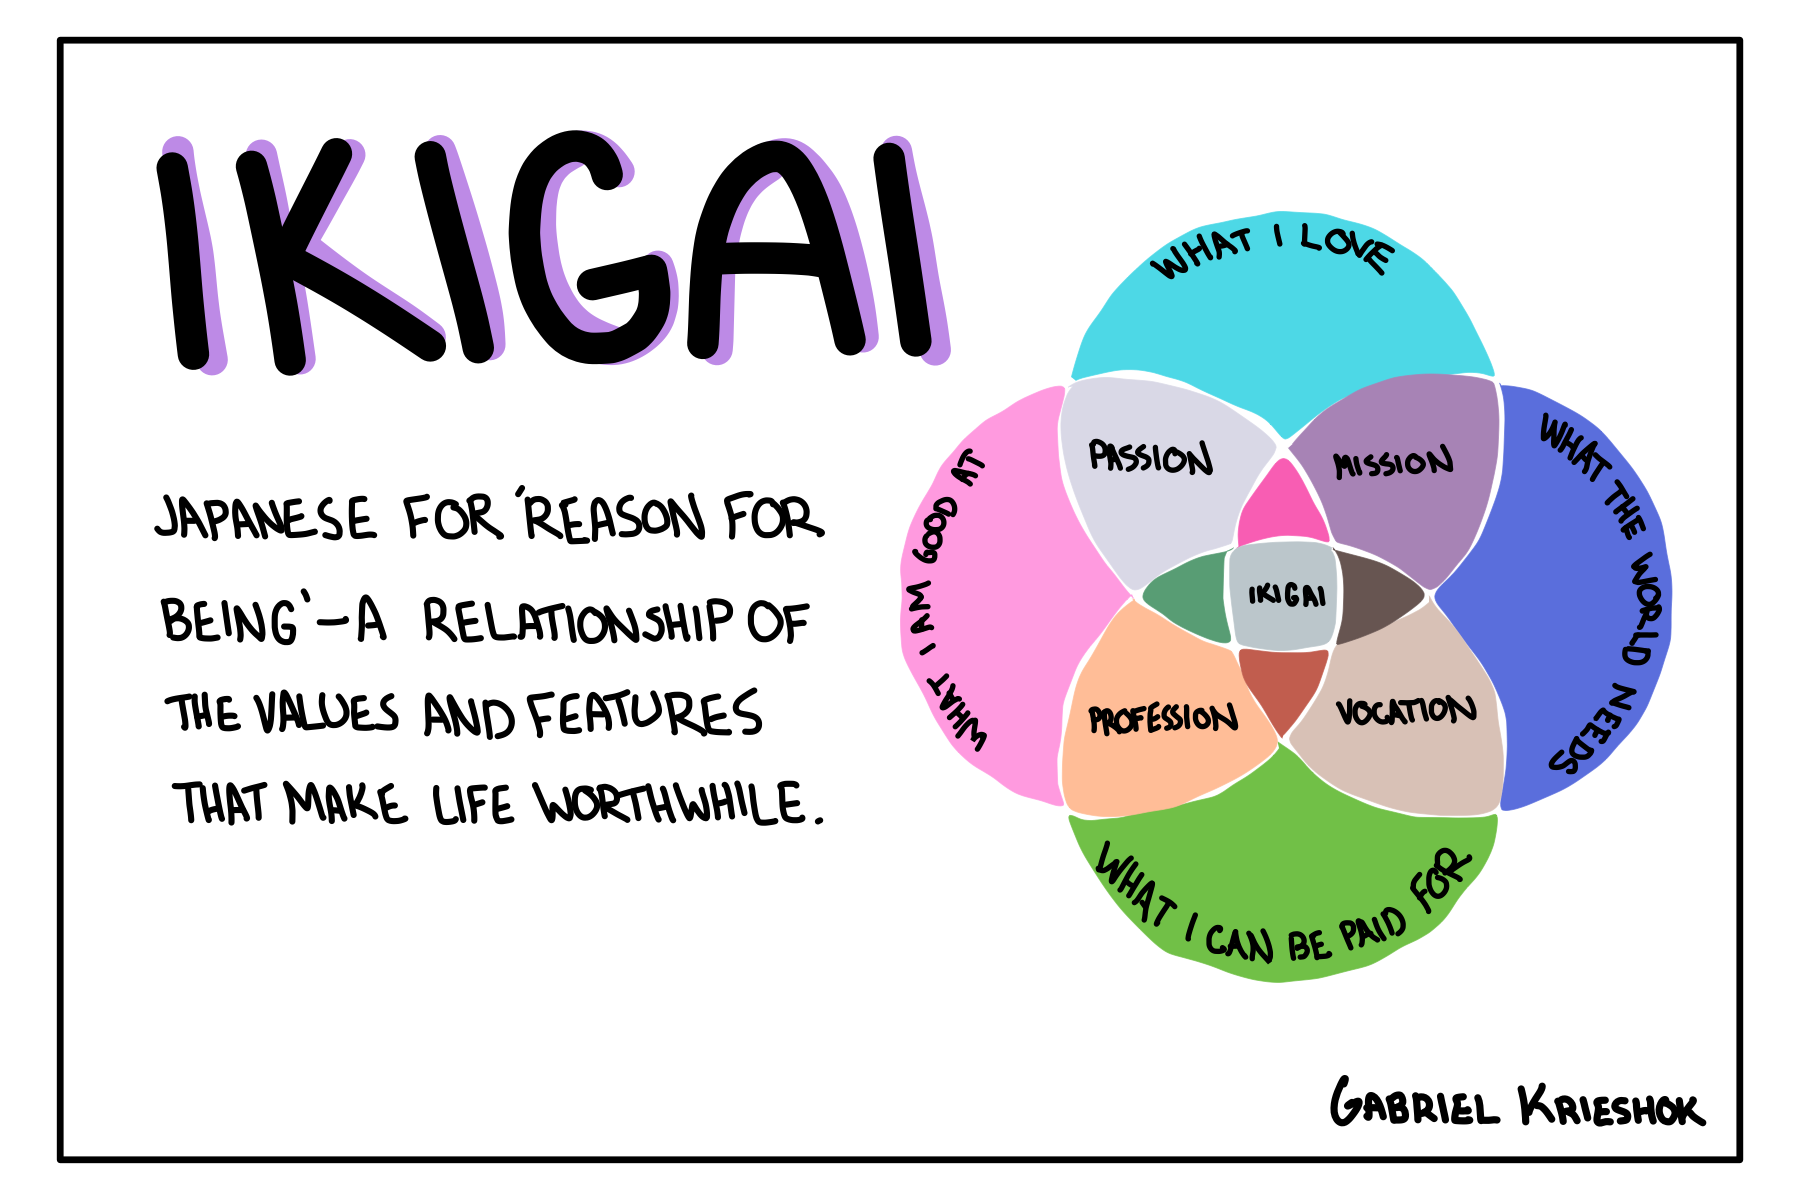 IKIGAI
JAPANESE FOR 'REASON FOR
BEING' - A RELATIONSHIP OF
THE VALUES AND FEATURES
THAT MAKE LIFE WORTHWHILE.
WHAT I LOVE
WHAT I AM GOOD AT
WHAT THE WORLD NEEDS
PASSION
MISSION
IKIGAI
PROFESSION
VOCATION
WHAT I CAN BE PAID FOR
GABRIEL KRIESHOK